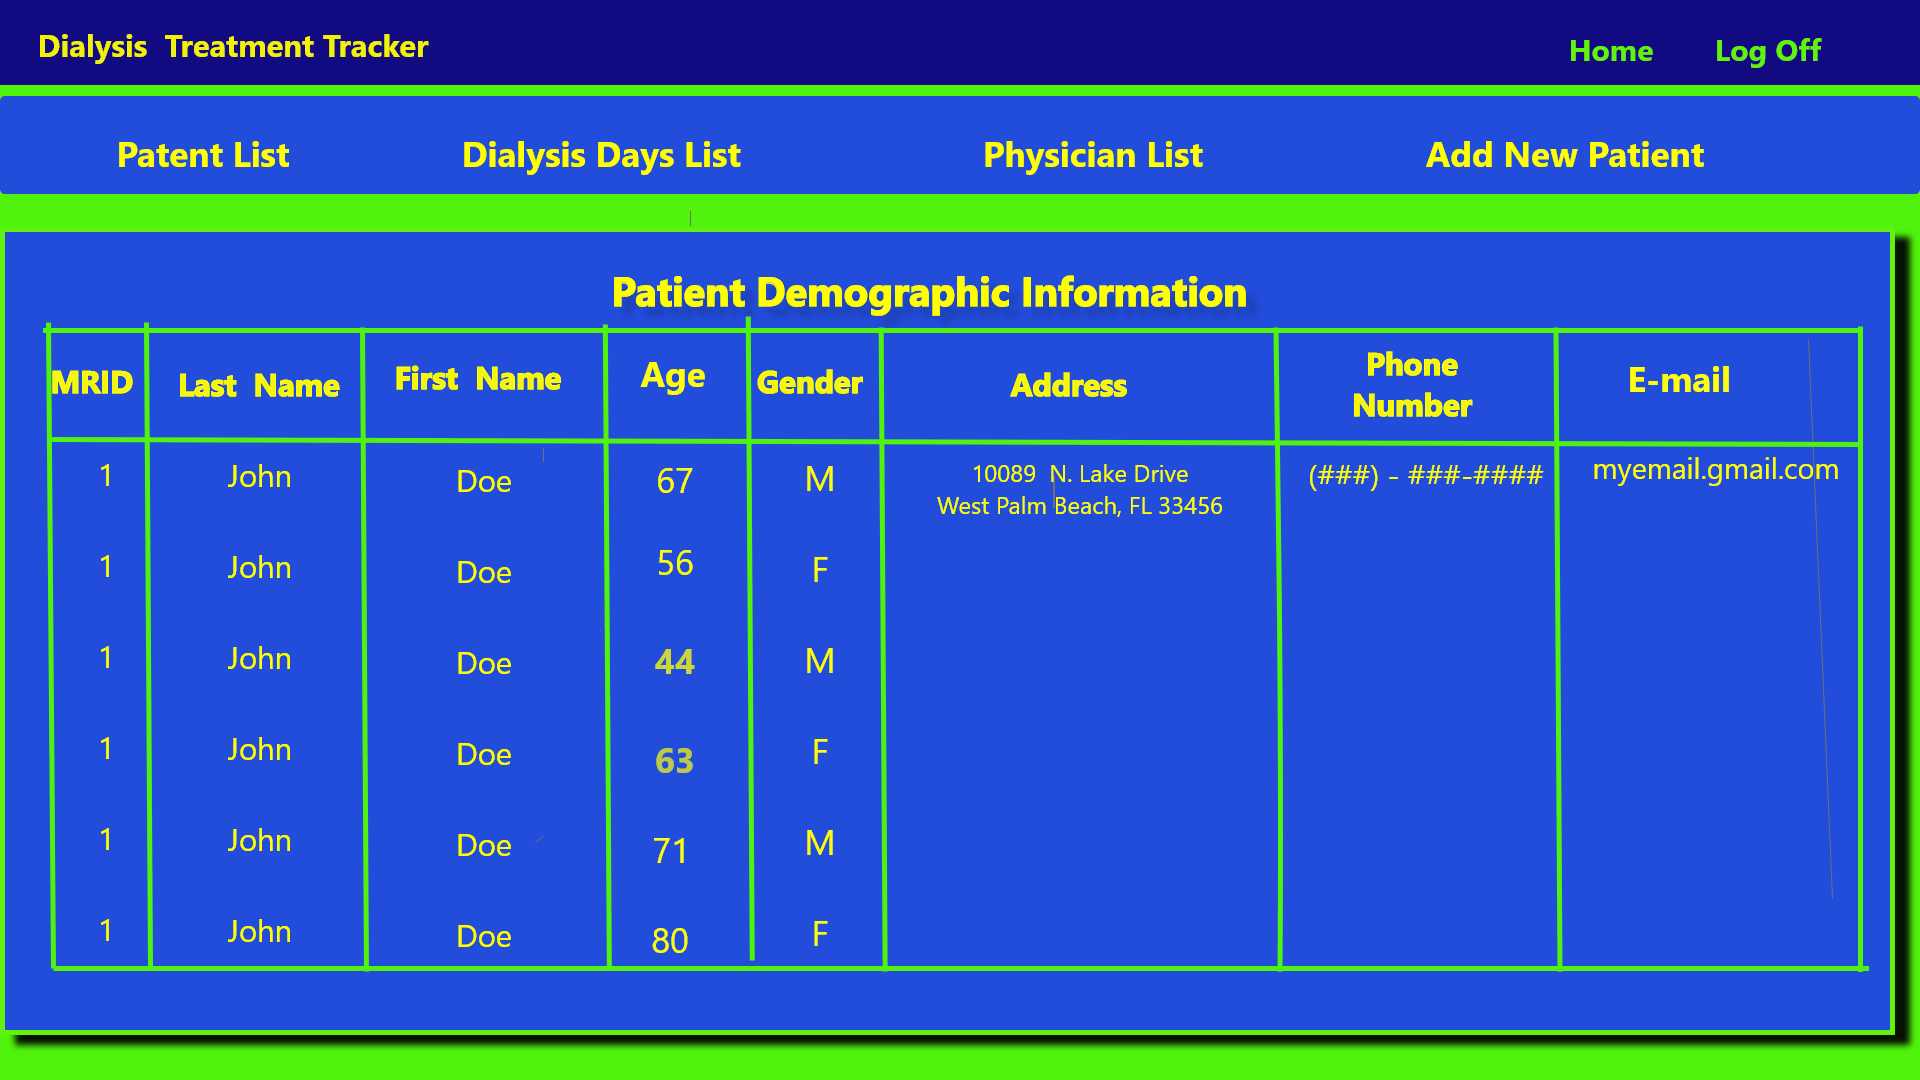 Dialysis  Treatment Tracker
Home Log Off
Patent List Dialysis Days List Physician List Add New Patient
Patient Demographic Information
MRID Last  Name First  Name Age Gender Address Phone Number E-mail
1 John Doe 67 M 10089  N. Lake Drive (###) - ###-#### myemail.gmail.com
West Palm Beach, FL 33456
1 John Doe 56 F
1 John Doe 44 M
1 John Doe 63 F
1 John Doe 71 M
1 John Doe 80 F